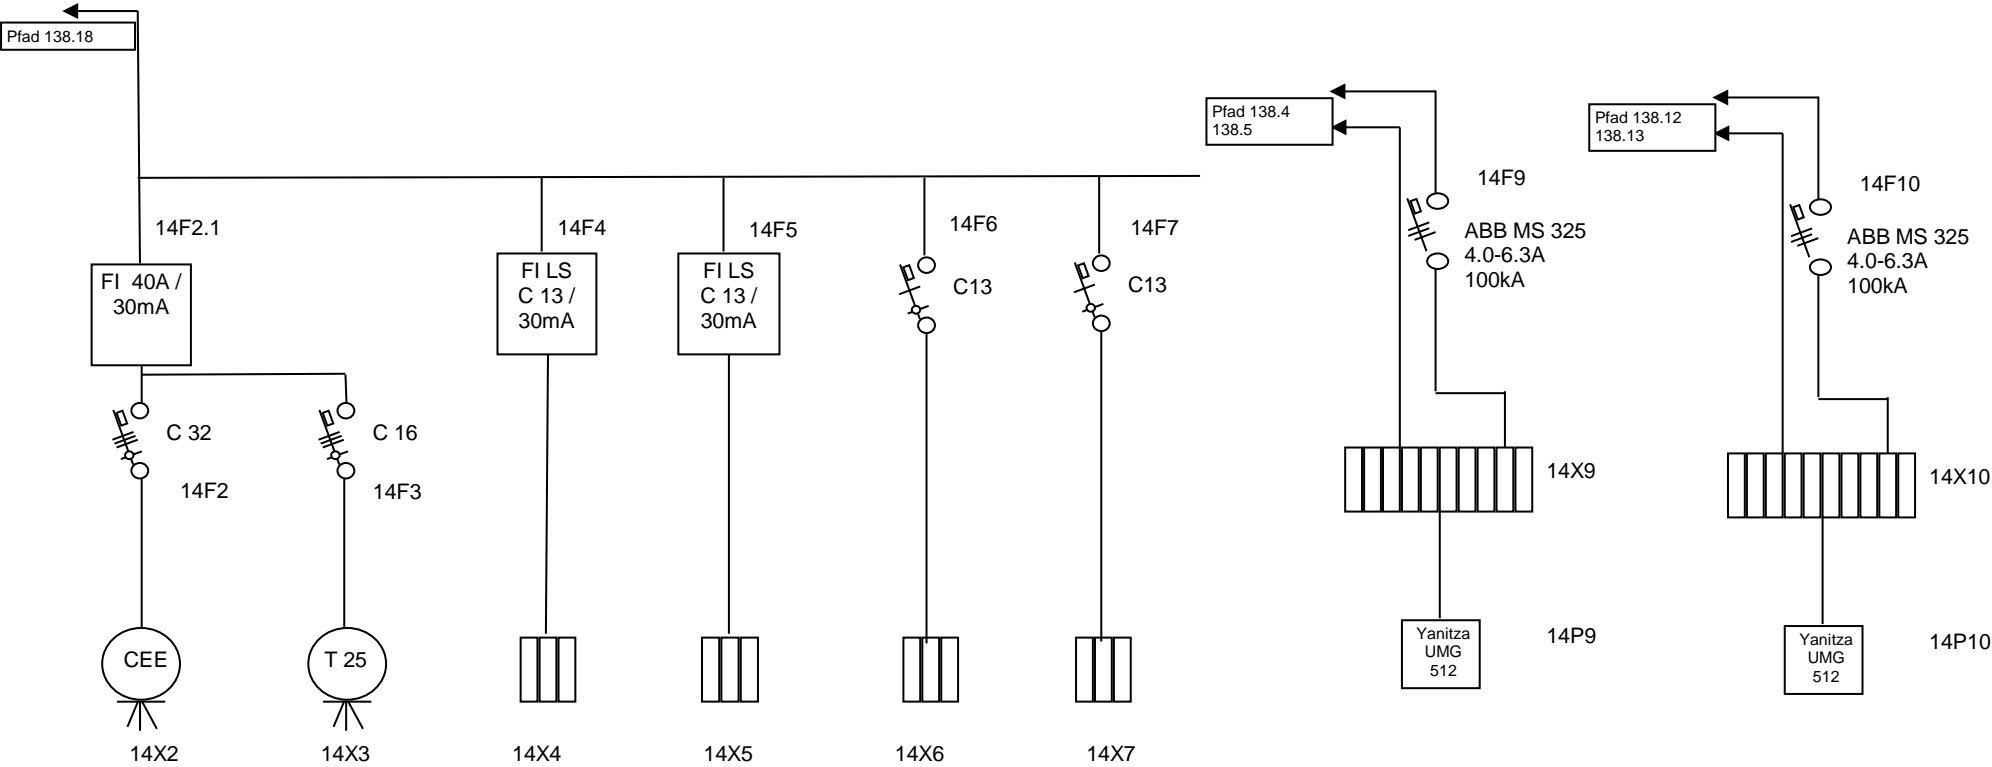 Pfad 138.18
Pfad 138.4
138.5
Pfad 138.12
138.13
14F2.1
FI 40A /
30mA
14F4
FI LS
C 13 /
30mA
14F5
FI LS
C 13 /
30mA
14F6
C13
14F7
C13
14F9
ABB MS 325
4.0-6.3A
100kA
14F10
ABB MS 325
4.0-6.3A
100kA
C 32
14F2
C 16
14F3
14X9
14X10
CEE
T 25
Yanitza
UMG
512
14P9
Yanitza
UMG
512
14P10
14X2
14X3
14X4
14X5
14X6
14X7